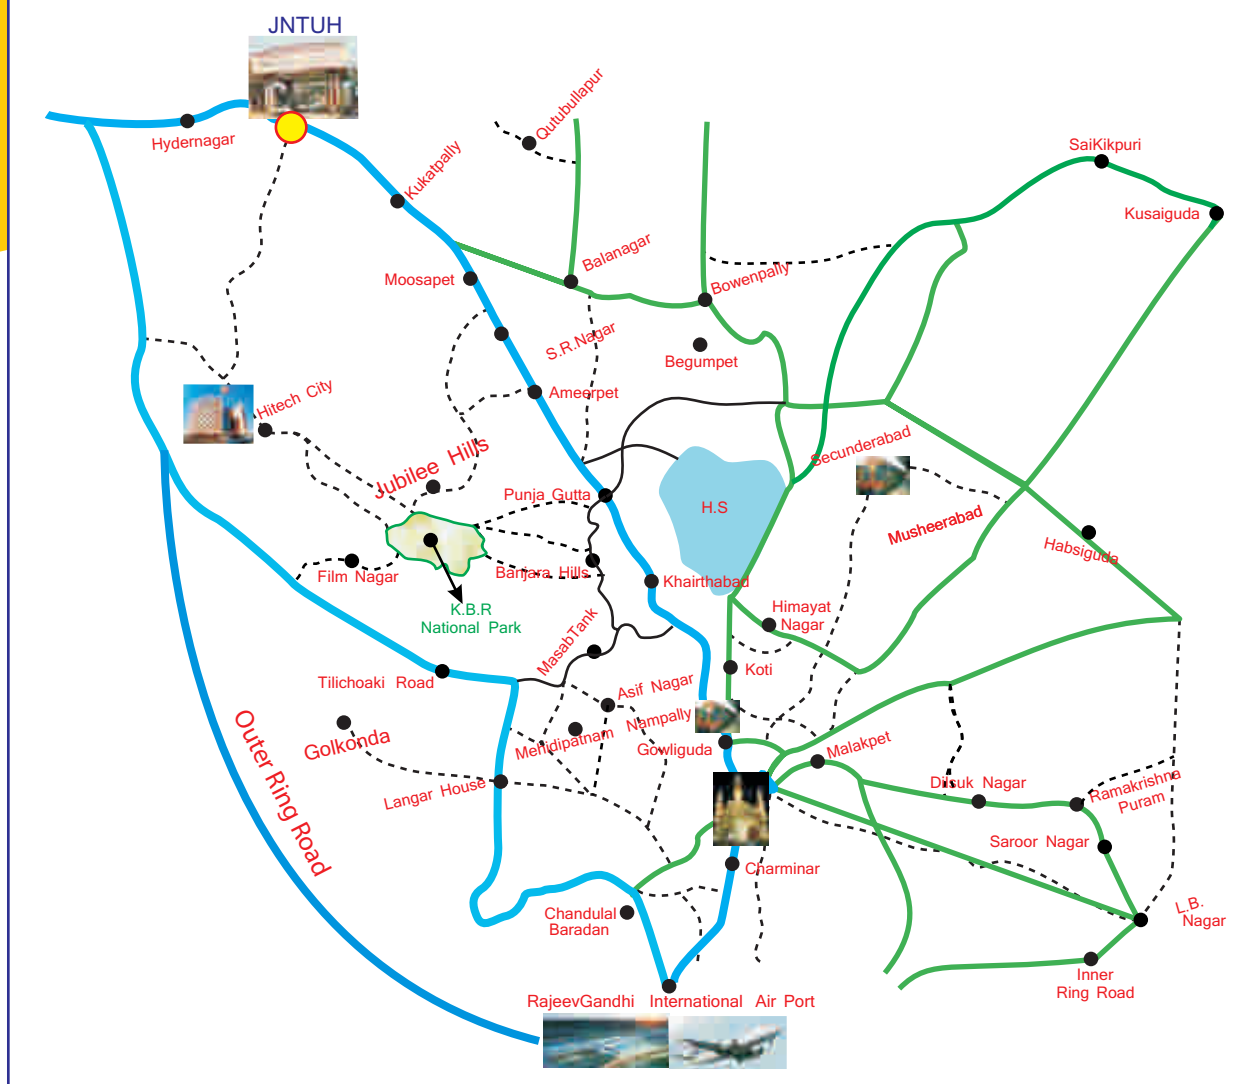 JNTUH
Hydernagar
Qutubullapur
Kukatpally
SaiKikpuri
Kusaiguda
Moosapet
Balanagar
Bowenpally
S.R.Nagar
Begumpet
Ameerpet
Hitech City
Jubilee Hills
Secunderabad
Punja Gutta
H.S
Musheerabad
Habsiguda
Film Nagar
Banjara Hills
Khairthabad
K.B.R
National Park
Himayat
Nagar
MasabTank
Koti
Tilichoaki Road
Asif Nagar
Golkonda
Mehidipatnam
Nampally
Gowliguda
Malakpet
Outer Ring Road
Langar House
Dilsuk Nagar
Ramakrishna
Puram
Saroor Nagar
Charminar
Chandulal
Baradan
L.B.
Nagar
Inner
Ring Road
RajeevGandhi International Air Port